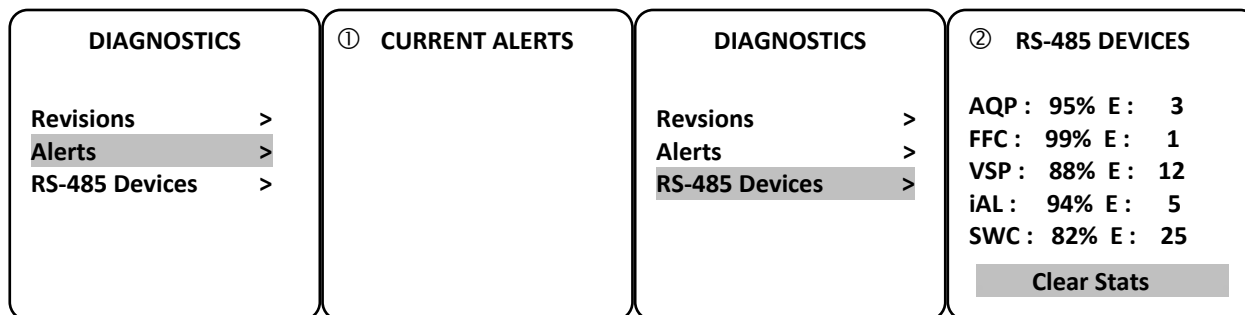 DIAGNOSTICS
Revisions >
Alerts >
RS-485 Devices >
① CURRENT ALERTS
DIAGNOSTICS
Revsions >
Alerts >
RS-485 Devices >
② RS-485 DEVICES
AQP : 95% E : 3
FFC : 99% E : 1
VSP : 88% E : 12
iAL : 94% E : 5
SWC : 82% E : 25
Clear Stats